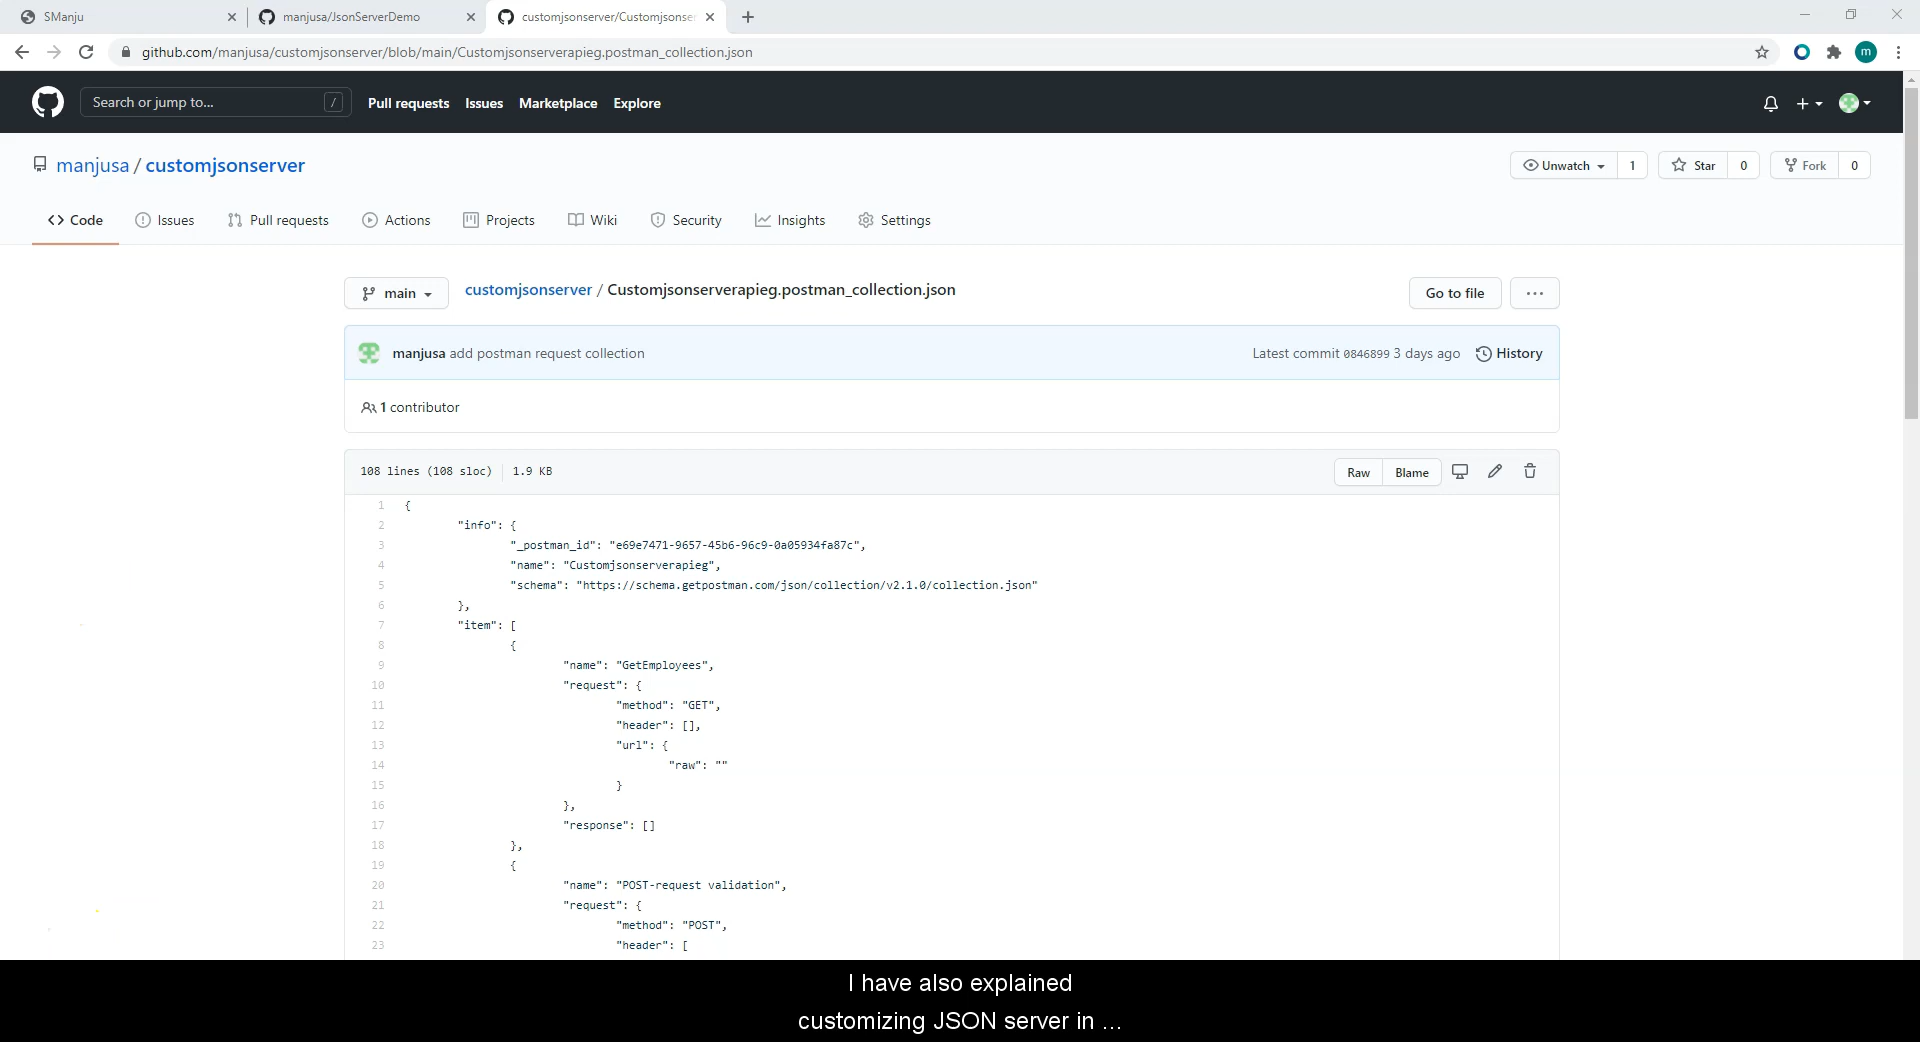 SManju
manjusa/JsonServerDemo
customjsonserver/Customjsonser
github.com/manjusa/customjsonserver/blob/main/Customjsonserverapieg.postman_collection.json
m
Search or jump to...
/
Pull requests
Issues
Marketplace
Explore
manjusa / customjsonserver
Unwatch
1
Star
0
Fork
0
Code
Issues
Pull requests
Actions
Projects
Wiki
Security
Insights
Settings
main
customjsonserver / Customjsonserverapieg.postman_collection.json
Go to file
...
manjusa add postman request collection
Latest commit 0846899 3 days ago
History
1 contributor
108 lines (108 sloc)
1.9 KB
Raw
Blame
1 {
2 "info": {
3 "_postman_id": "e69e7471-9657-45b6-96c9-0a05934fa87c",
4 "name": "Customjsonserverapieg",
5 "schema": "https://schema.getpostman.com/json/collection/v2.1.0/collection.json"
6 },
7 "item": [
8 {
9 "name": "GetEmployees",
10 "request": {
11 "method": "GET",
12 "header": [],
13 "url": {
14 "raw": ""
15 }
16 },
17 "response": []
18 },
19 {
20 "name": "POST-request validation",
21 "request": {
22 "method": "POST",
23 "header": [
I have also explained
customizing JSON server in ...